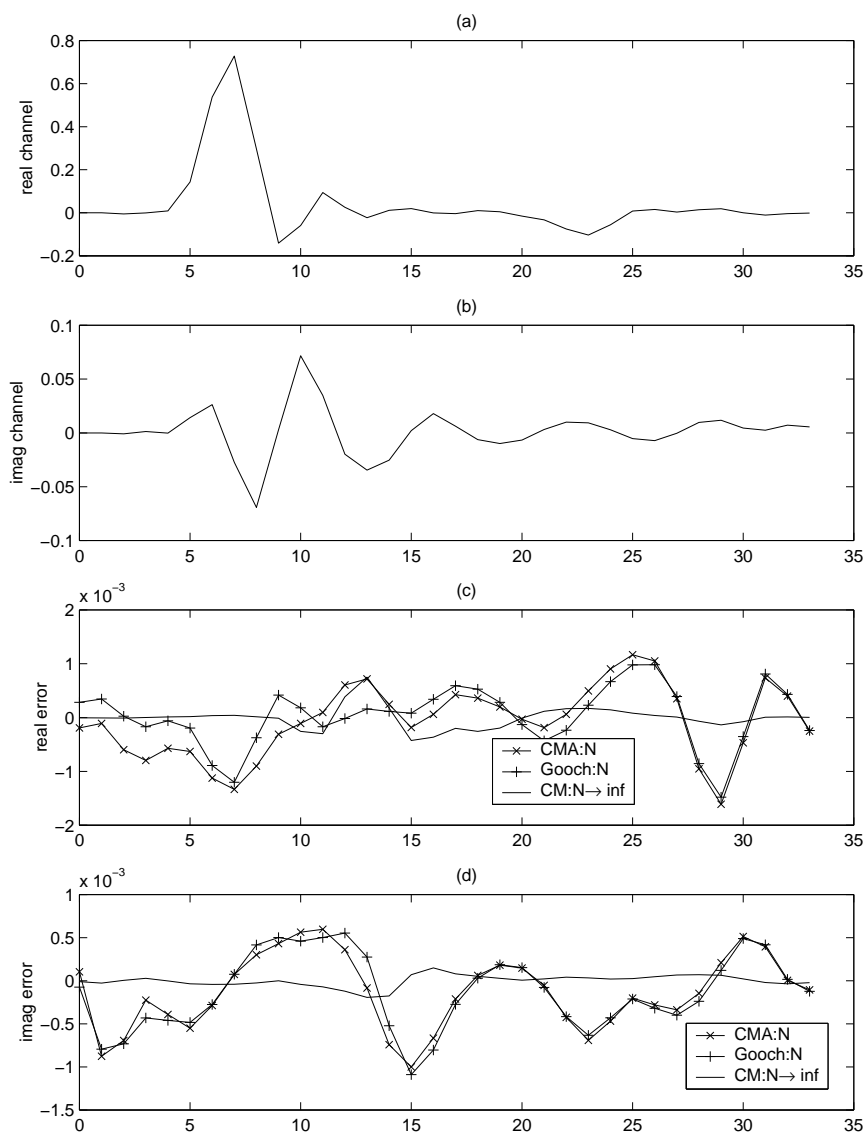 (a)
real channel
0.8
0.6
0.4
0.2
0
−0.2
0 5 10 15 20 25 30 35
(b)
imag channel
0.1
0.05
0
−0.05
−0.1
0 5 10 15 20 25 30 35
(c)
x 10−3
real error
2
1
0
−1
−2
CMA:N
Gooch:N
CM:N→ inf
0 5 10 15 20 25 30 35
(d)
x 10−3
imag error
1
0.5
0
−0.5
−1
−1.5
CMA:N
Gooch:N
CM:N→ inf
0 5 10 15 20 25 30 35